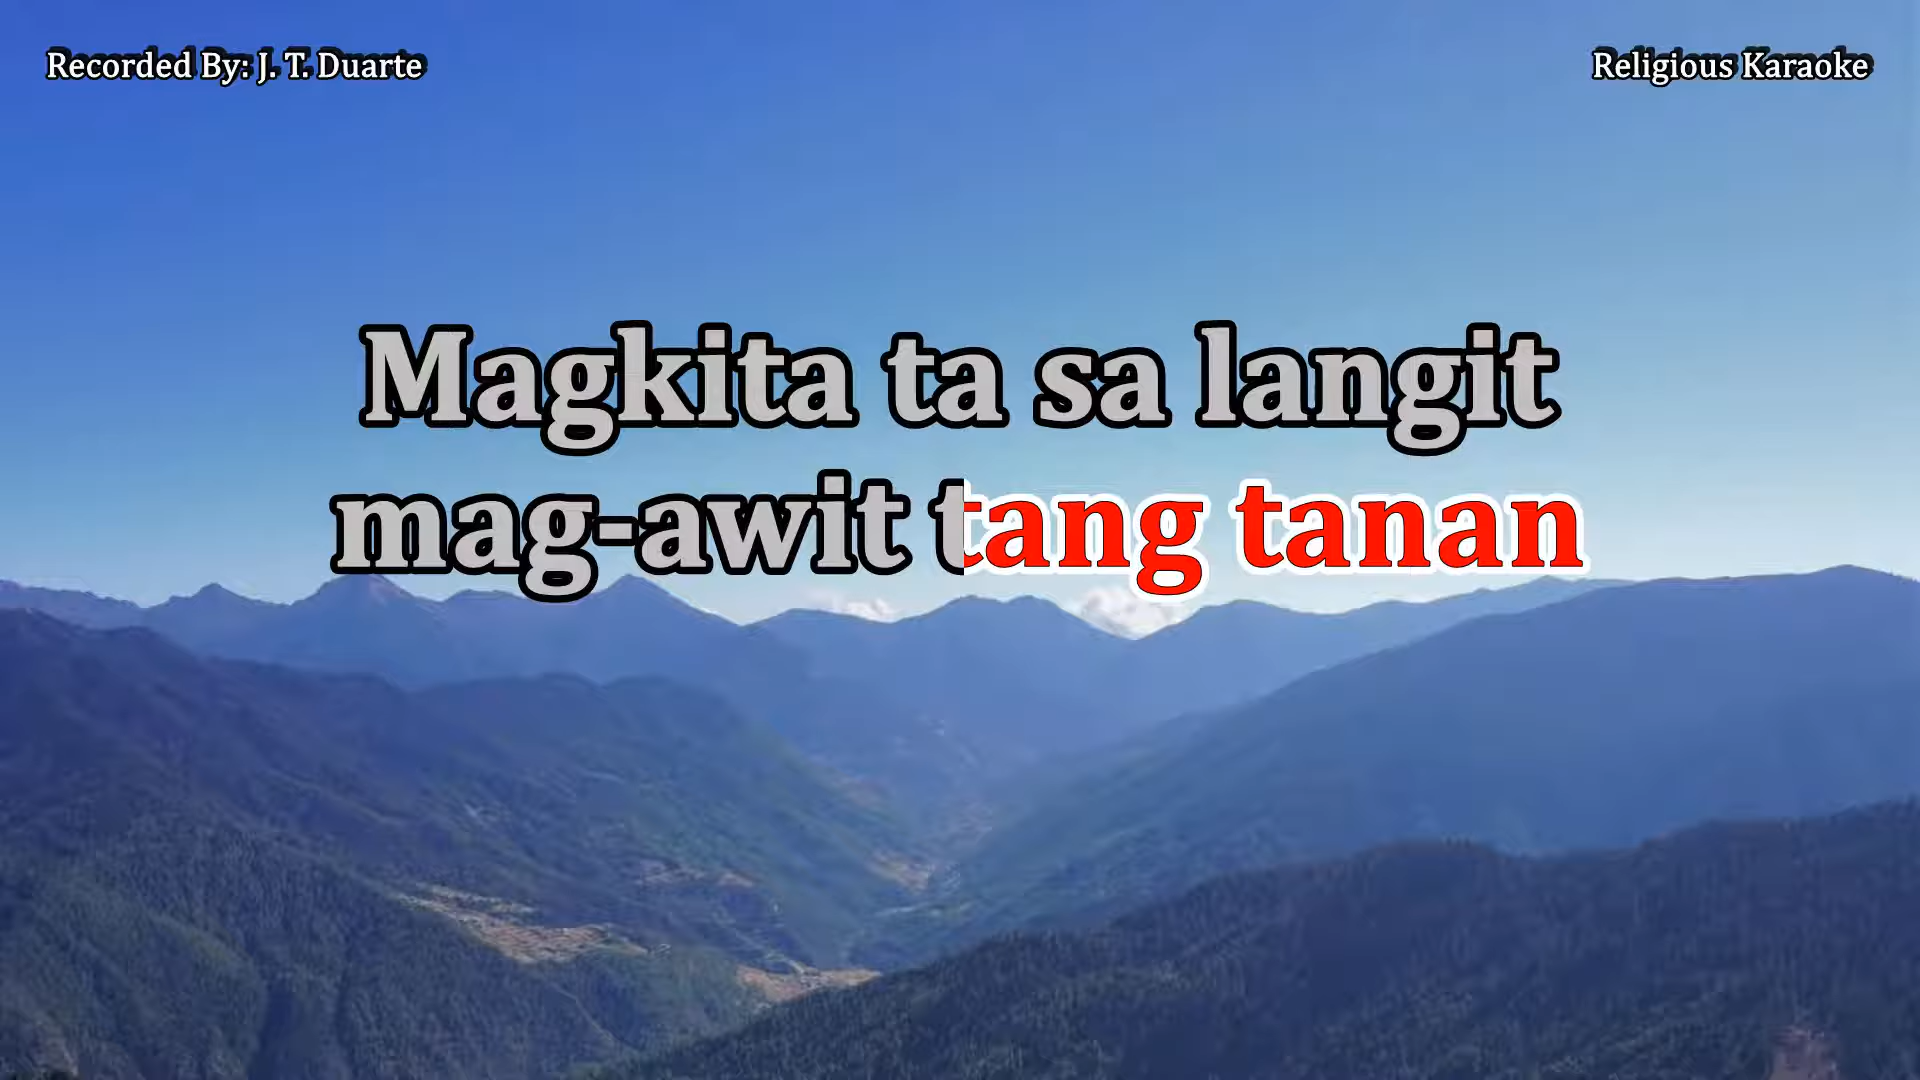 Recorded By: J. T. Duarte
Religious Karaoke
Magkita ta sa langit
mag-awit tang tanan